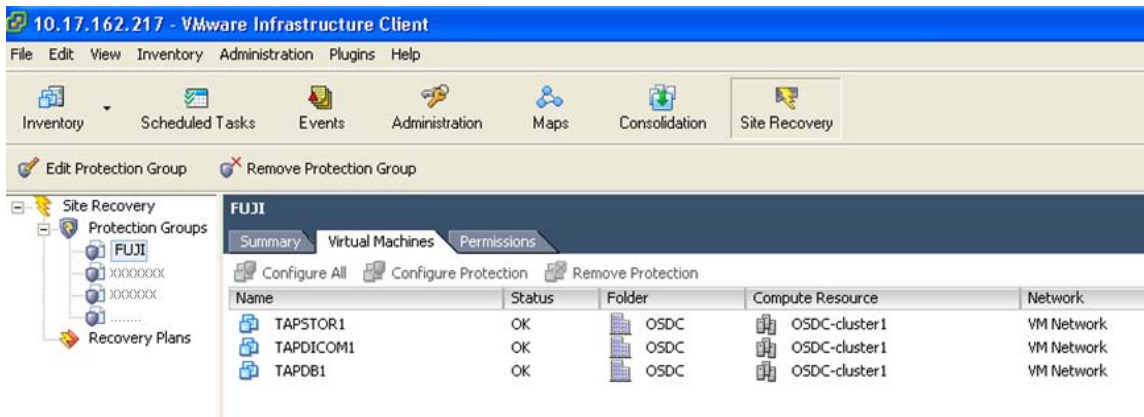 10.17.162.217 - VMware Infrastructure Client
File Edit View Inventory Administration Plugins Help
Inventory Scheduled Tasks Events Administration Maps Consolidation Site Recovery
Edit Protection Group Remove Protection Group
Site Recovery
Protection Groups
FUJI
XXXXXXX
XXXXXX
........
Recovery Plans
FUJI
Summary Virtual Machines Permissions
Configure All Configure Protection Remove Protection
Name Status Folder Compute Resource Network
TAPSTOR1 OK OSDC OSDC-cluster1 VM Network
TAPDICOM1 OK OSDC OSDC-cluster1 VM Network
TAPDB1 OK OSDC OSDC-cluster1 VM Network